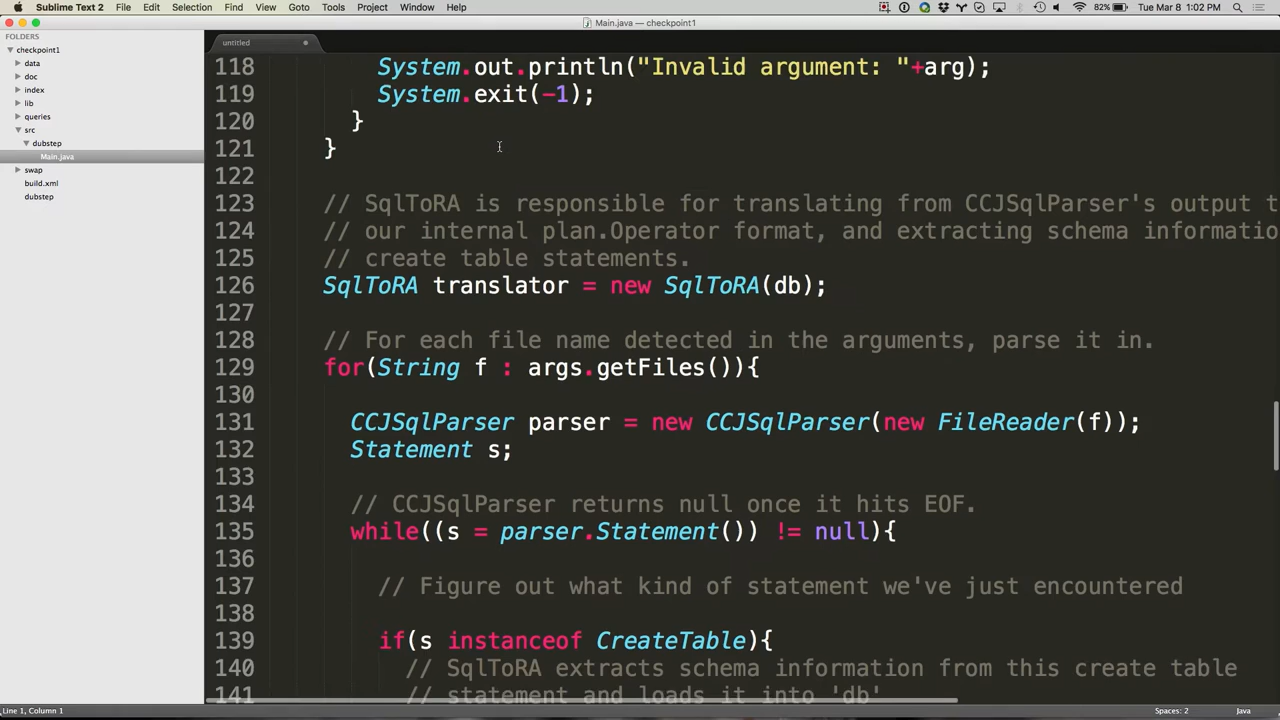 Sublime Text 2 File Edit Selection Find View Goto Tools Project Window Help 82% Tue Mar 8 1:02 PM
Main.java — checkpoint1
FOLDERS
checkpoint1
data
doc
index
lib
queries
src
dubstep
Main.java
swap
build.xml
dubstep
untitled
118 System.out.println("Invalid argument: "+arg);
119 System.exit(-1);
120 }
121 }
122
123 // SqlToRA is responsible for translating from CCJSqlParser's output t
124 // our internal plan.Operator format, and extracting schema informatio
125 // create table statements.
126 SqlToRA translator = new SqlToRA(db);
127
128 // For each file name detected in the arguments, parse it in.
129 for(String f : args.getFiles()){
130
131 CCJSqlParser parser = new CCJSqlParser(new FileReader(f));
132 Statement s;
133
134 // CCJSqlParser returns null once it hits EOF.
135 while((s = parser.Statement()) != null){
136
137 // Figure out what kind of statement we've just encountered
138
139 if(s instanceof CreateTable){
140 // SqlToRA extracts schema information from this create table
141 // statement and loads it into 'db'
Line 1, Column 1 Spaces: 2 Java